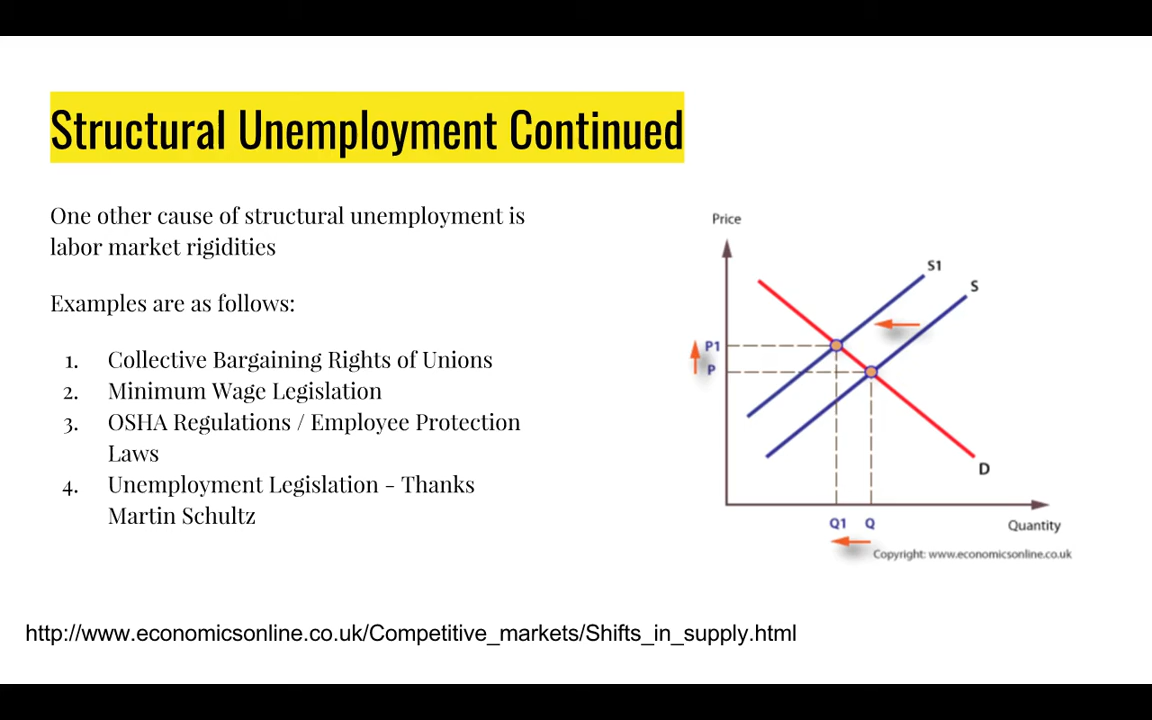 Structural Unemployment Continued
One other cause of structural unemployment is
labor market rigidities
Examples are as follows:
1. Collective Bargaining Rights of Unions
2. Minimum Wage Legislation
3. OSHA Regulations / Employee Protection
Laws
4. Unemployment Legislation - Thanks
Martin Schultz
Price
S1
S
P1
P
D
Q1 Q
Quantity
Copyright: www.economicsonline.co.uk
http://www.economicsonline.co.uk/Competitive_markets/Shifts_in_supply.html